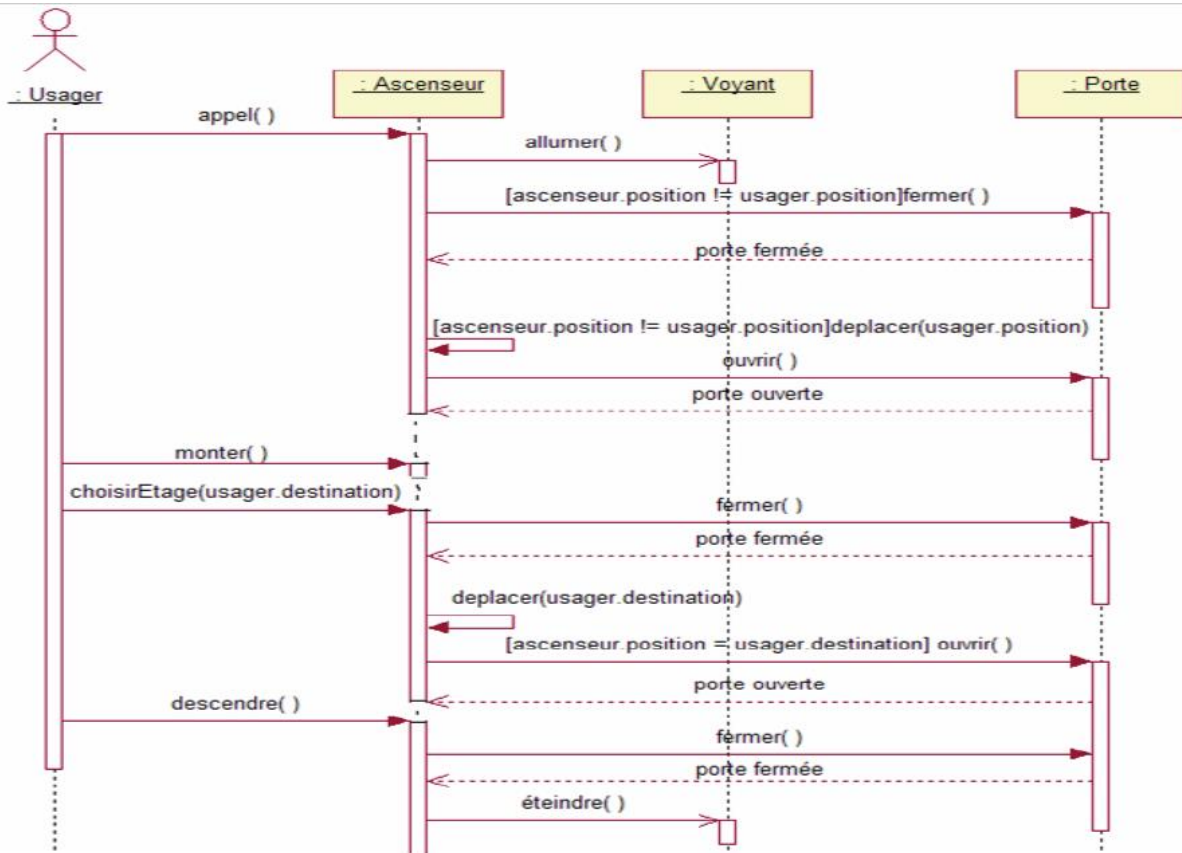 : Usager
: Ascenseur
: Voyant
: Porte
appel( )
allumer( )
[ascenseur.position != usager.position]fermer( )
porte fermée
[ascenseur.position != usager.position]deplacer(usager.position)
ouvrir( )
porte ouverte
monter( )
choisirEtage(usager.destination)
fermer( )
porte fermée
deplacer(usager.destination)
[ascenseur.position = usager.destination] ouvrir( )
porte ouverte
descendre( )
fermer( )
porte fermée
éteindre( )